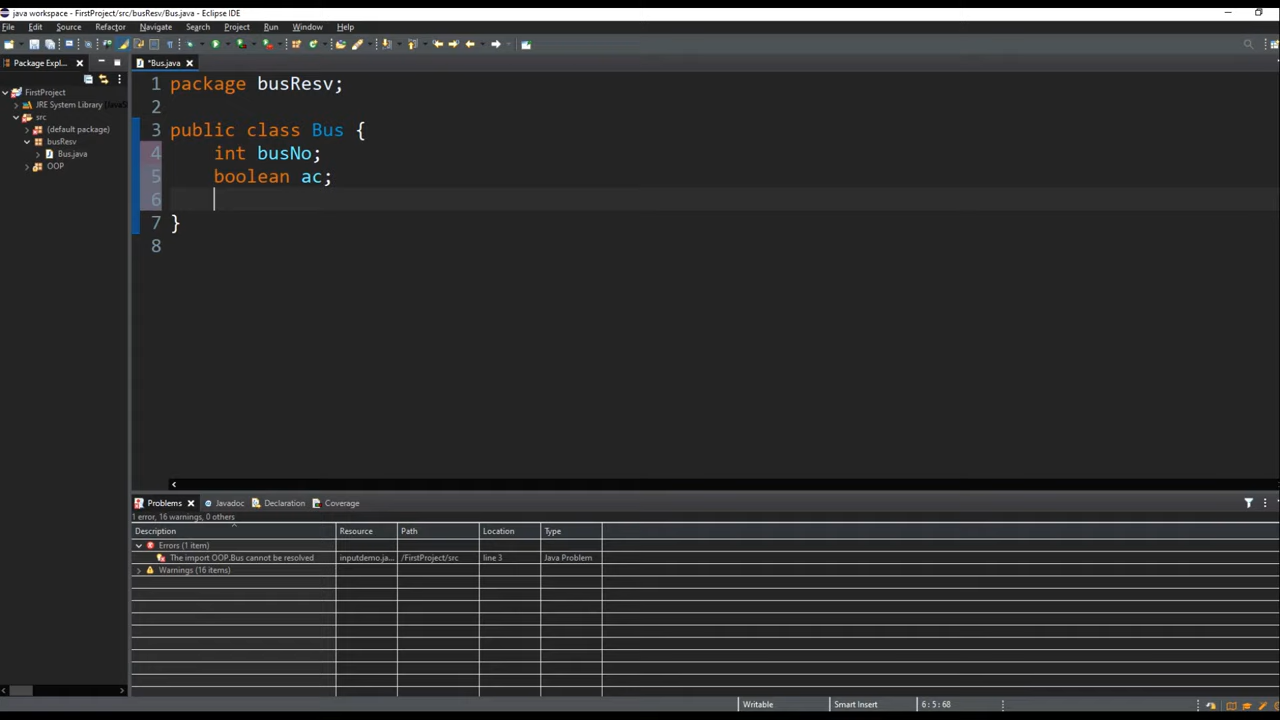 java workspace - FirstProject/src/busResv/Bus.java - Eclipse IDE
File Edit Source Refactor Navigate Search Project Run Window Help
Package Expl...
*Bus.java
FirstProject
JRE System Library [JavaS
src
(default package)
busResv
Bus.java
OOP
1 package busResv;
2
3 public class Bus {
4 int busNo;
5 boolean ac;
6
7 }
8
Problems Javadoc Declaration Coverage
1 error, 16 warnings, 0 others
Description Resource Path Location Type
Errors (1 item)
The import OOP.Bus cannot be resolved inputdemo.ja... /FirstProject/src line 3 Java Problem
Warnings (16 items)
Writable Smart Insert 6 : 5 : 68